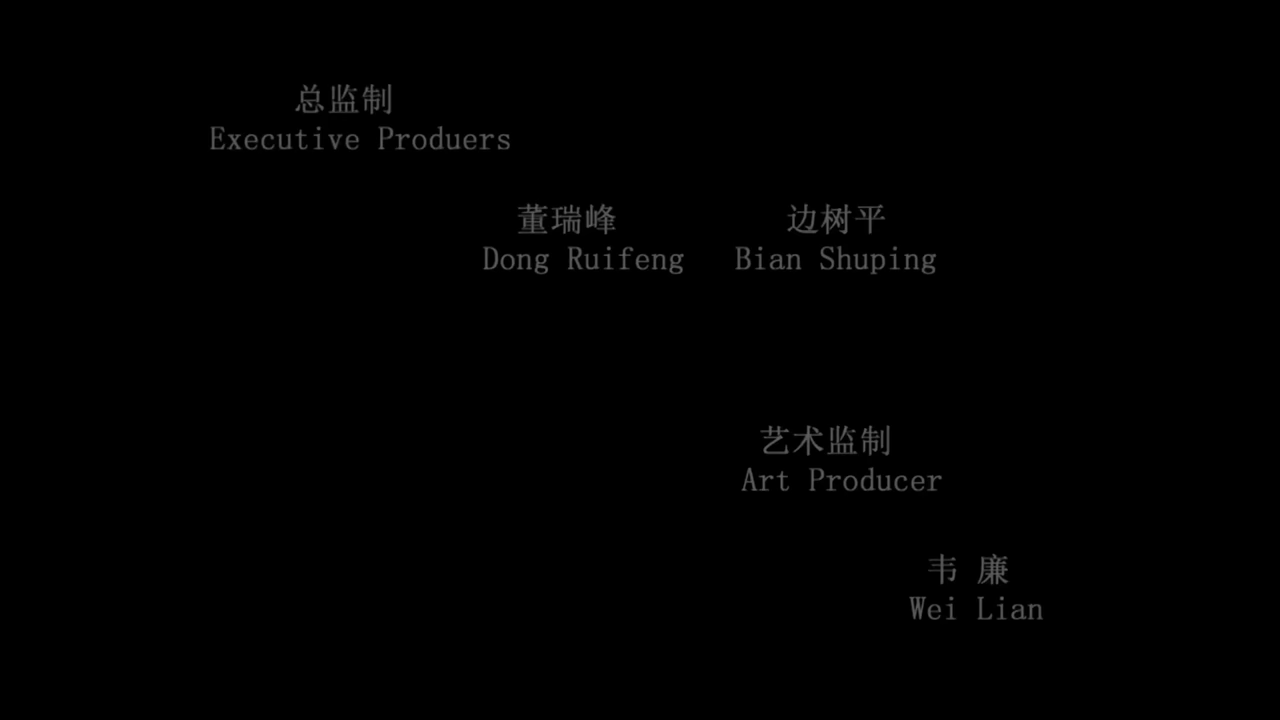 总监制
Executive Produers
董瑞峰 边树平
Dong Ruifeng Bian Shuping
艺术监制
Art Producer
韦 廉
Wei Lian